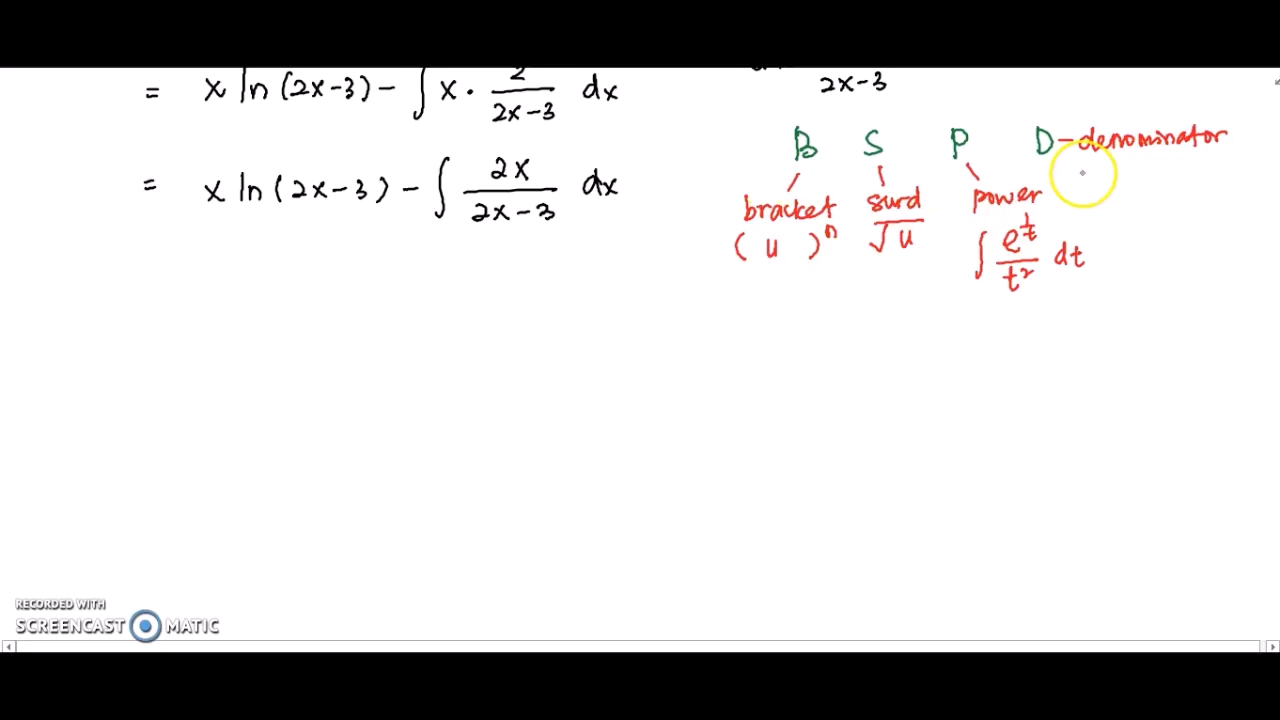 = x ln (2x-3) - ∫ x · 2/(2x-3) dx
= x ln (2x-3) - ∫ 2x/(2x-3) dx
2x-3
B S P D - denominator
bracket surd power
( u )ⁿ √u ∫ e^(1/t)/t² dt
RECORDED WITH
SCREENCAST MATIC